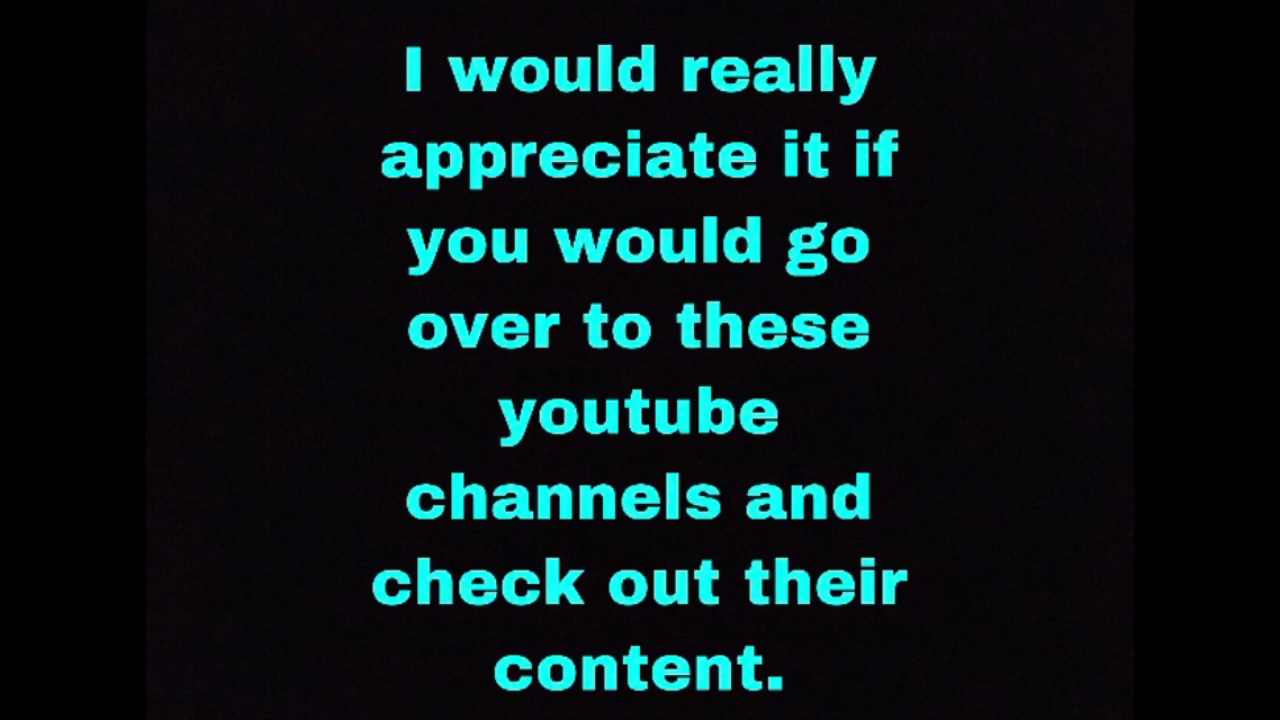 I would really
appreciate it if
you would go
over to these
youtube
channels and
check out their
content.